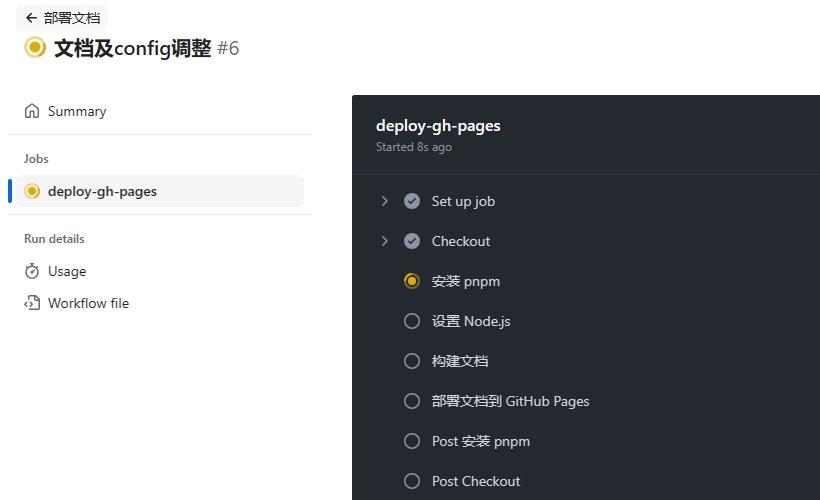 部署文档
文档及config调整 #6
Summary
Jobs
deploy-gh-pages
Run details
Usage
Workflow file
deploy-gh-pages
Started 8s ago
Set up job
Checkout
安装 pnpm
设置 Node.js
构建文档
部署文档到 GitHub Pages
Post 安装 pnpm
Post Checkout